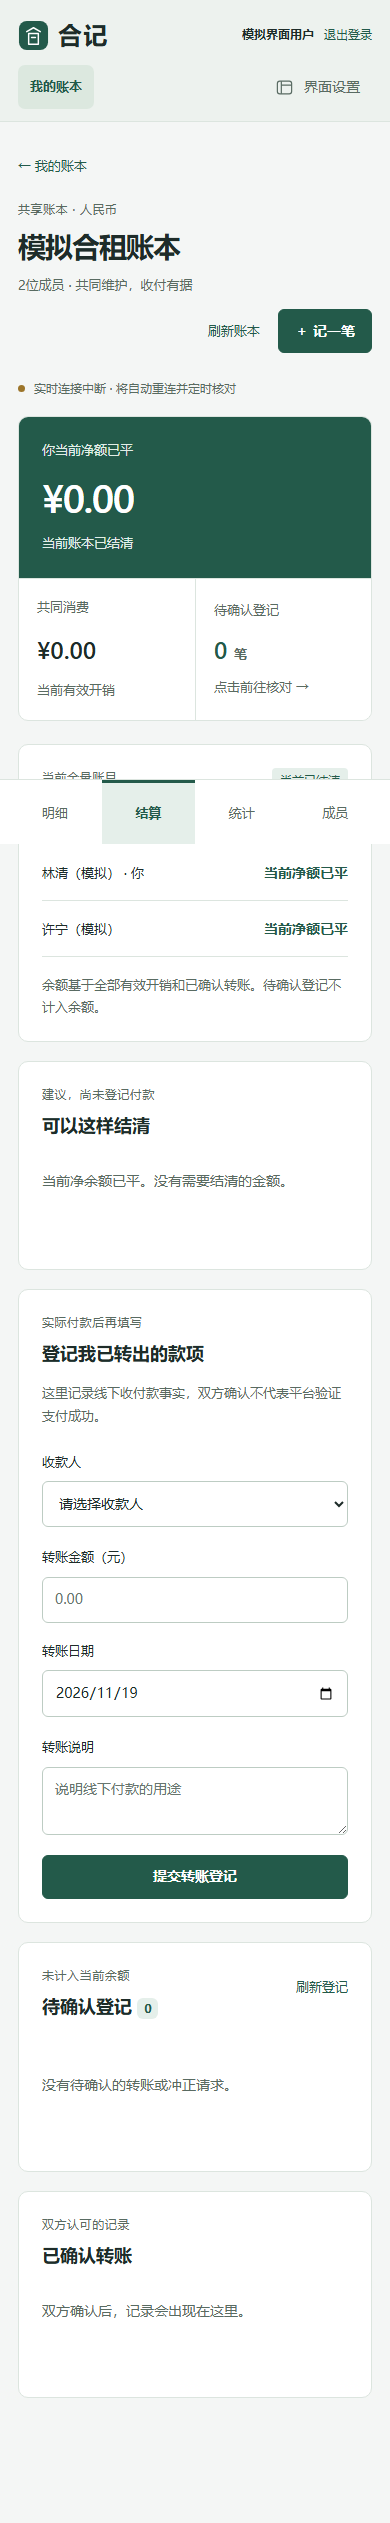 合记
模拟界面用户 退出登录
我的账本
界面设置
← 我的账本
共享账本 · 人民币
模拟合租账本
2位成员 · 共同维护，收付有据
刷新账本
+ 记一笔
实时连接中断 · 将自动重连并定时核对
你当前净额已平
¥0.00
当前账本已结清
共同消费
¥0.00
当前有效开销
待确认登记
0 笔
点击前往核对 →
明细 结算 统计 成员
林清（模拟） · 你 当前净额已平
许宁（模拟） 当前净额已平
余额基于全部有效开销和已确认转账。待确认登记不
计入余额。
建议，尚未登记付款
可以这样结清
当前净余额已平。没有需要结清的金额。
实际付款后再填写
登记我已转出的款项
这里记录线下收付款事实，双方确认不代表平台验证
支付成功。
收款人
请选择收款人
转账金额（元）
0.00
转账日期
2026/11/19
转账说明
说明线下付款的用途
提交转账登记
未计入当前余额
待确认登记 0
刷新登记
没有待确认的转账或冲正请求。
双方认可的记录
已确认转账
双方确认后，记录会出现在这里。